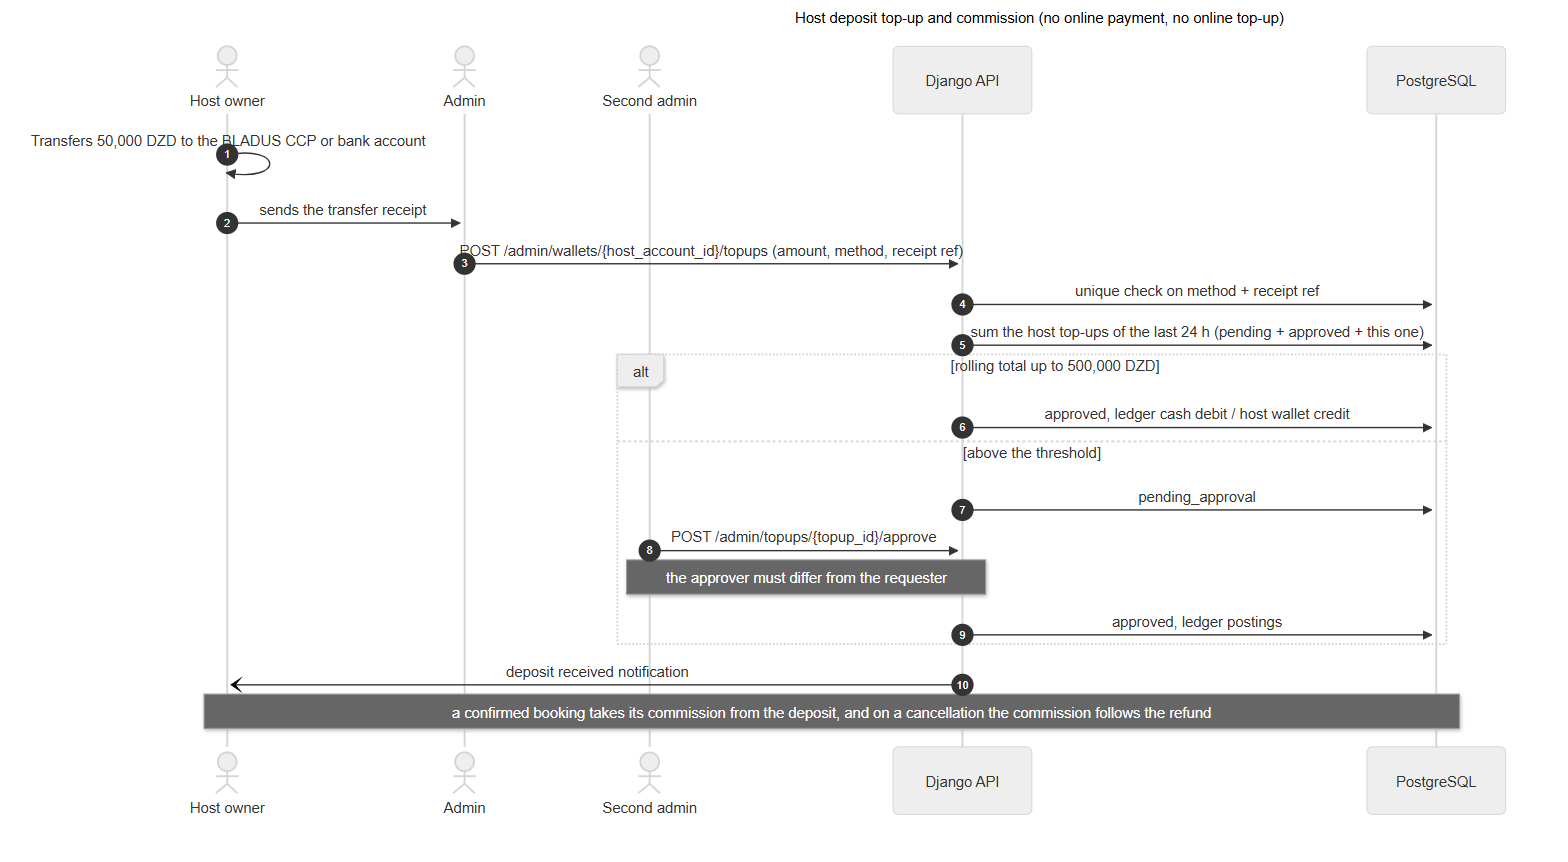 Host deposit top-up and commission (no online payment, no online top-up)
Host owner
Admin
Second admin
Django API
PostgreSQL
Transfers 50,000 DZD to the BLADUS CCP or bank account
1
sends the transfer receipt
2
POST /admin/wallets/{host_account_id}/topups (amount, method, receipt ref)
3
unique check on method + receipt ref
4
sum the host top-ups of the last 24 h (pending + approved + this one)
5
alt
[rolling total up to 500,000 DZD]
approved, ledger cash debit / host wallet credit
6
[above the threshold]
pending_approval
7
POST /admin/topups/{topup_id}/approve
8
the approver must differ from the requester
approved, ledger postings
9
deposit received notification
10
a confirmed booking takes its commission from the deposit, and on a cancellation the commission follows the refund
Host owner
Admin
Second admin
Django API
PostgreSQL